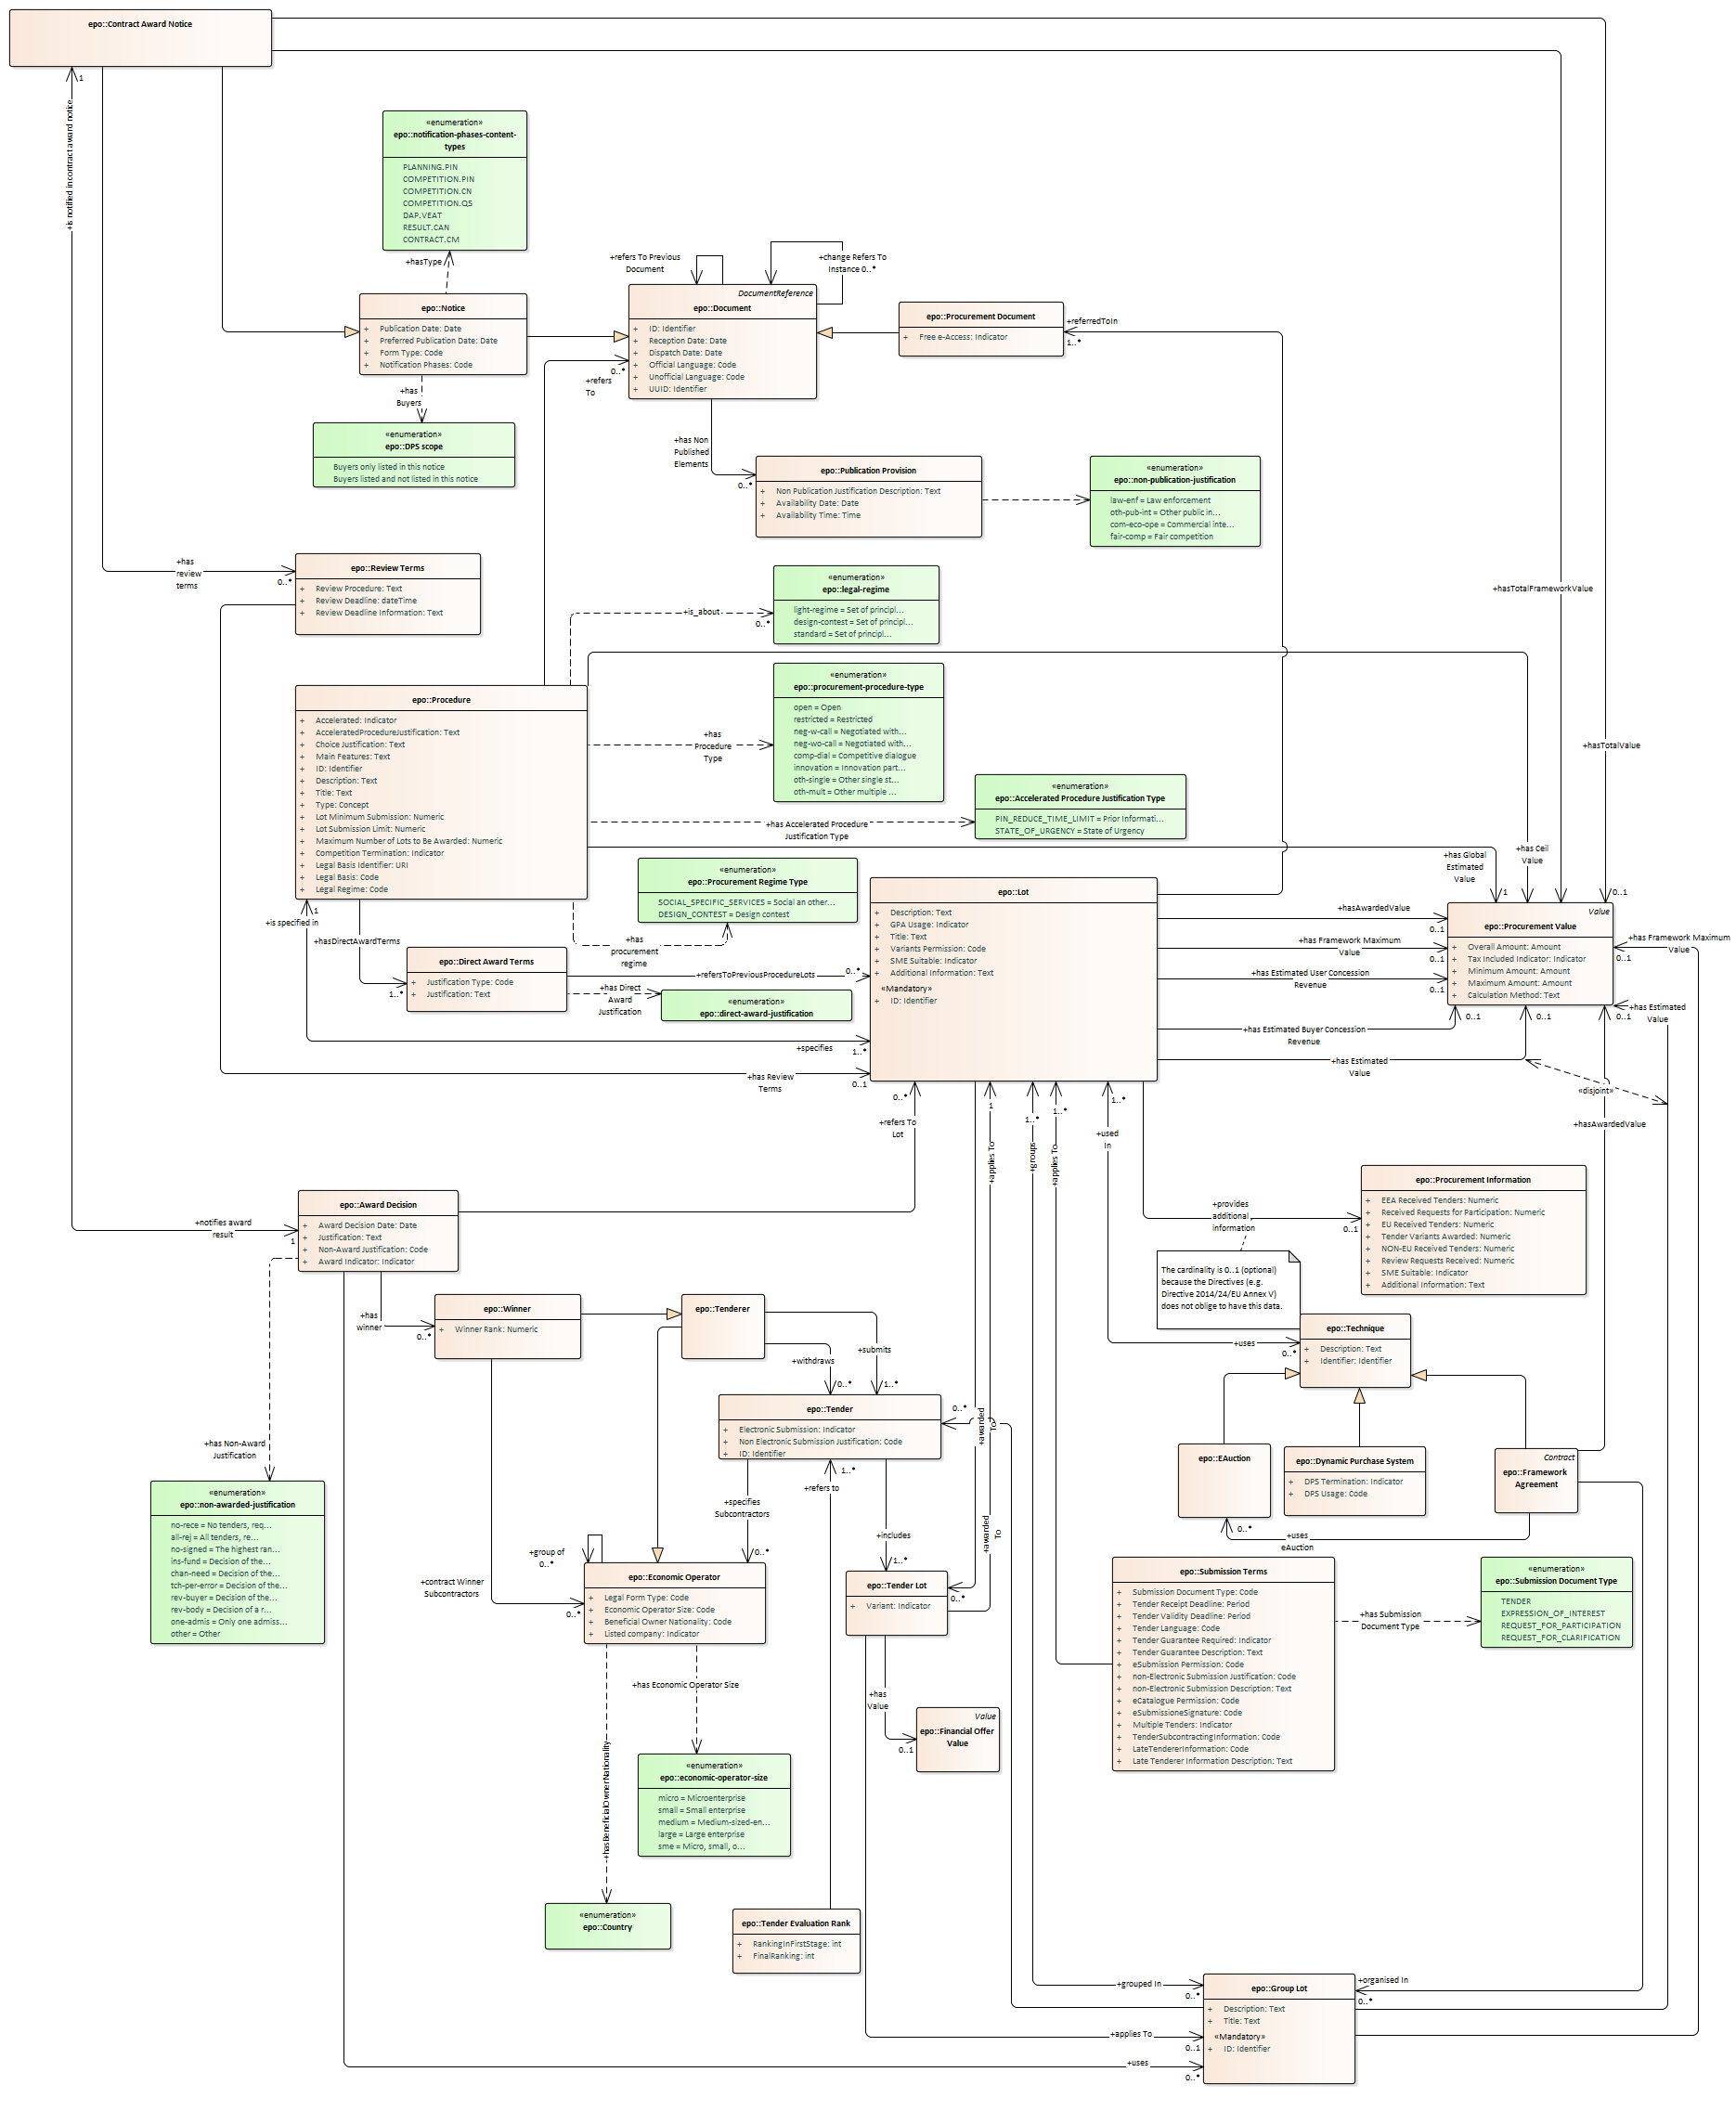 epo::Contract Award Notice
1
+is notified in contract award notice
«enumeration»
epo::notification-phases-content-
types
PLANNING.PIN
COMPETITION.PIN
COMPETITION.CN
COMPETITION.QS
DAP.VEAT
RESULT.CAN
CONTRACT.CM
+hasType
epo::Notice
+ Publication Date: Date
+ Preferred Publication Date: Date
+ Form Type: Code
+ Notification Phases: Code
+has
Buyers
«enumeration»
epo::DPS scope
Buyers only listed in this notice
Buyers listed and not listed in this notice
+refers To Previous
Document
+change Refers To
Instance 0..*
DocumentReference
epo::Document
+ ID: Identifier
+ Reception Date: Date
+ Dispatch Date: Date
+ Official Language: Code
+ Unofficial Language: Code
+ UUID: Identifier
0..*
+refers
To
epo::Procurement Document
+ Free e-Access: Indicator
+referredToIn
1..*
+has Non
Published
Elements
0..*
epo::Publication Provision
+ Non Publication Justification Description: Text
+ Availability Date: Date
+ Availability Time: Time
«enumeration»
epo::non-publication-justification
law-enf = Law enforcement
oth-pub-int = Other public in...
com-eco-ope = Commercial inte...
fair-comp = Fair competition
+has
review
terms
0..*
epo::Review Terms
+ Review Procedure: Text
+ Review Deadline: dateTime
+ Review Deadline Information: Text
+is_about
0..*
«enumeration»
epo::legal-regime
light-regime = Set of principl...
design-contest = Set of principl...
standard = Set of principl...
+hasTotalFrameworkValue
+hasTotalValue
epo::Procedure
+ Accelerated: Indicator
+ AcceleratedProcedureJustification: Text
+ Choice Justification: Text
+ Main Features: Text
+ ID: Identifier
+ Description: Text
+ Title: Text
+ Type: Concept
+ Lot Minimum Submission: Numeric
+ Lot Submission Limit: Numeric
+ Maximum Number of Lots to Be Awarded: Numeric
+ Competition Termination: Indicator
+ Legal Basis Identifier: URI
+ Legal Basis: Code
+ Legal Regime: Code
+has
Procedure
Type
«enumeration»
epo::procurement-procedure-type
open = Open
restricted = Restricted
neg-w-call = Negotiated with...
neg-wo-call = Negotiated with...
comp-dial = Competitive dialogue
innovation = Innovation part...
oth-single = Other single st...
oth-mult = Other multiple ...
+has Accelerated Procedure
Justification Type
«enumeration»
epo::Accelerated Procedure Justification Type
PIN_REDUCE_TIME_LIMIT = Prior Informati...
STATE_OF_URGENCY = State of Urgency
+has Global
Estimated
Value
1
+has Ceil
Value
0..1
«enumeration»
epo::Procurement Regime Type
SOCIAL_SPECIFIC_SERVICES = Social an other...
DESIGN_CONTEST = Design contest
+has
procurement
regime
1
+is specified in
+hasDirectAwardTerms
1..*
epo::Direct Award Terms
+ Justification Type: Code
+ Justification: Text
+refersToPreviousProcedureLots
0..*
+has Direct
Award
Justification
«enumeration»
epo::direct-award-justification
+specifies
1..*
+has Review
Terms
0..1
epo::Lot
+ Description: Text
+ GPA Usage: Indicator
+ Title: Text
+ Variants Permission: Code
+ SME Suitable: Indicator
+ Additional Information: Text
«Mandatory»
+ ID: Identifier
+hasAwardedValue
0..1
+has Framework Maximum
Value
0..1
+has Estimated User Concession
Revenue
0..1
+has Estimated Buyer Concession
Revenue
0..1
+has Estimated
Value
0..1
Value
epo::Procurement Value
+ Overall Amount: Amount
+ Tax Included Indicator: Indicator
+ Minimum Amount: Amount
+ Maximum Amount: Amount
+ Calculation Method: Text
+has Framework Maximum
Value
0..1
+has Estimated
Value
0..1
«disjoint»
+hasAwardedValue
0..*
+refers To
Lot
1
+applies To
1..*
+groups
1..*
+applies To
1..*
+used
In
+provides
additional
information
0..1
epo::Procurement Information
+ EEA Received Tenders: Numeric
+ Received Requests for Participation: Numeric
+ EU Received Tenders: Numeric
+ Tender Variants Awarded: Numeric
+ NON-EU Received Tenders: Numeric
+ Review Requests Received: Numeric
+ SME Suitable: Indicator
+ Additional Information: Text
The cardinality is 0..1 (optional)
because the Directives (e.g.
Directive 2014/24/EU Annex V)
does not oblige to have this data.
+notifies award
result
1
epo::Award Decision
+ Award Decision Date: Date
+ Justification: Text
+ Non-Award Justification: Code
+ Award Indicator: Indicator
+has
winner
0..*
epo::Winner
+ Winner Rank: Numeric
epo::Tenderer
+withdraws
0..*
+submits
1..*
+uses
0..*
epo::Technique
+ Description: Text
+ Identifier: Identifier
epo::Tender
+ Electronic Submission: Indicator
+ Non Electronic Submission Justification: Code
+ ID: Identifier
0..*
+awarded
To
epo::EAuction
epo::Dynamic Purchase System
+ DPS Termination: Indicator
+ DPS Usage: Code
Contract
epo::Framework
Agreement
0..*
+uses
eAuction
+has Non-Award
Justification
«enumeration»
epo::non-awarded-justification
no-rece = No tenders, req...
all-rej = All tenders, re...
no-signed = The highest ran...
ins-fund = Decision of the...
chan-need = Decision of the...
tch-per-error = Decision of the...
rev-buyer = Decision of the...
rev-body = Decision of a r...
one-admis = Only one admiss...
other = Other
+specifies
Subcontractors
0..*
1..*
+refers to
+includes
1..*
+awarded
To
+group of
0..*
+contract Winner
Subcontractors
0..*
epo::Economic Operator
+ Legal Form Type: Code
+ Economic Operator Size: Code
+ Beneficial Owner Nationality: Code
+ Listed company: Indicator
epo::Tender Lot
+ Variant: Indicator
0..*
epo::Submission Terms
+ Submission Document Type: Code
+ Tender Receipt Deadline: Period
+ Tender Validity Deadline: Period
+ Tender Language: Code
+ Tender Guarantee Required: Indicator
+ Tender Guarantee Description: Text
+ eSubmission Permission: Code
+ non-Electronic Submission Justification: Code
+ non-Electronic Submission Description: Text
+ eCatalogue Permission: Code
+ eSubmissioneSignature: Code
+ Multiple Tenders: Indicator
+ TenderSubcontractingInformation: Code
+ LateTendererInformation: Code
+ Late Tenderer Information Description: Text
+has Submission
Document Type
«enumeration»
epo::Submission Document Type
TENDER
EXPRESSION_OF_INTEREST
REQUEST_FOR_PARTICIPATION
REQUEST_FOR_CLARIFICATION
+has Economic Operator Size
+has
Value
0..1
Value
epo::Financial Offer
Value
+hasBeneficialOwnerNationality
«enumeration»
epo::economic-operator-size
micro = Microenterprise
small = Small enterprise
medium = Medium-sized-en...
large = Large enterprise
sme = Micro, small, o...
«enumeration»
epo::Country
epo::Tender Evaluation Rank
+ RankingInFirstStage: int
+ FinalRanking: int
+grouped In
0..*
+applies To
0..1
+uses
0..*
epo::Group Lot
+ Description: Text
+ Title: Text
«Mandatory»
+ ID: Identifier
+organised In
0..*